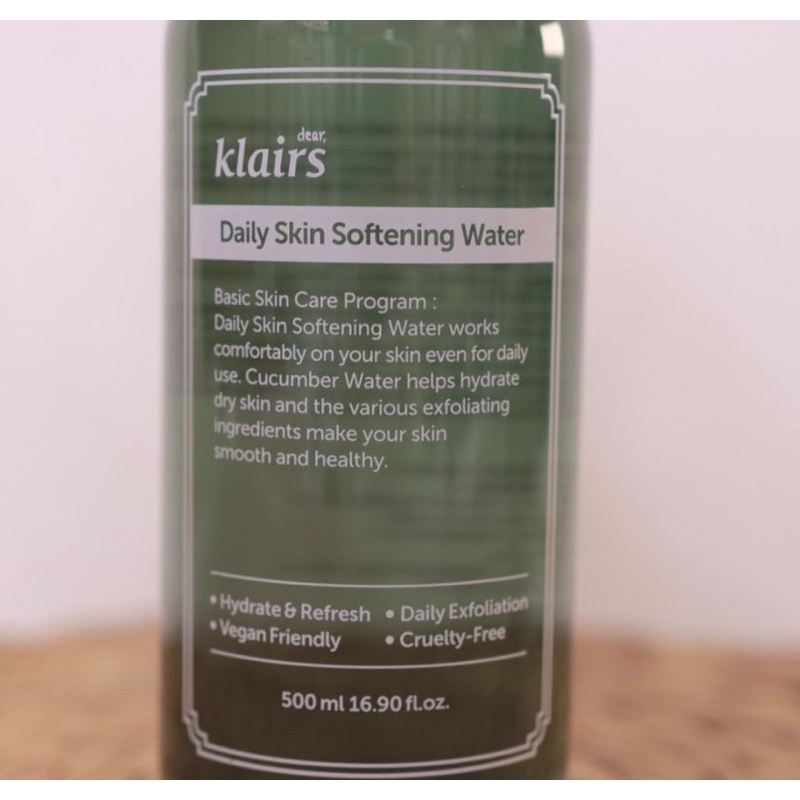 dear,
klairs
Daily Skin Softening Water
Basic Skin Care Program :
Daily Skin Softening Water works
comfortably on your skin even for daily
use. Cucumber Water helps hydrate
dry skin and the various exfoliating
ingredients make your skin
smooth and healthy.
• Hydrate & Refresh • Daily Exfoliation
• Vegan Friendly • Cruelty-Free
500 ml 16.90 fl.oz.